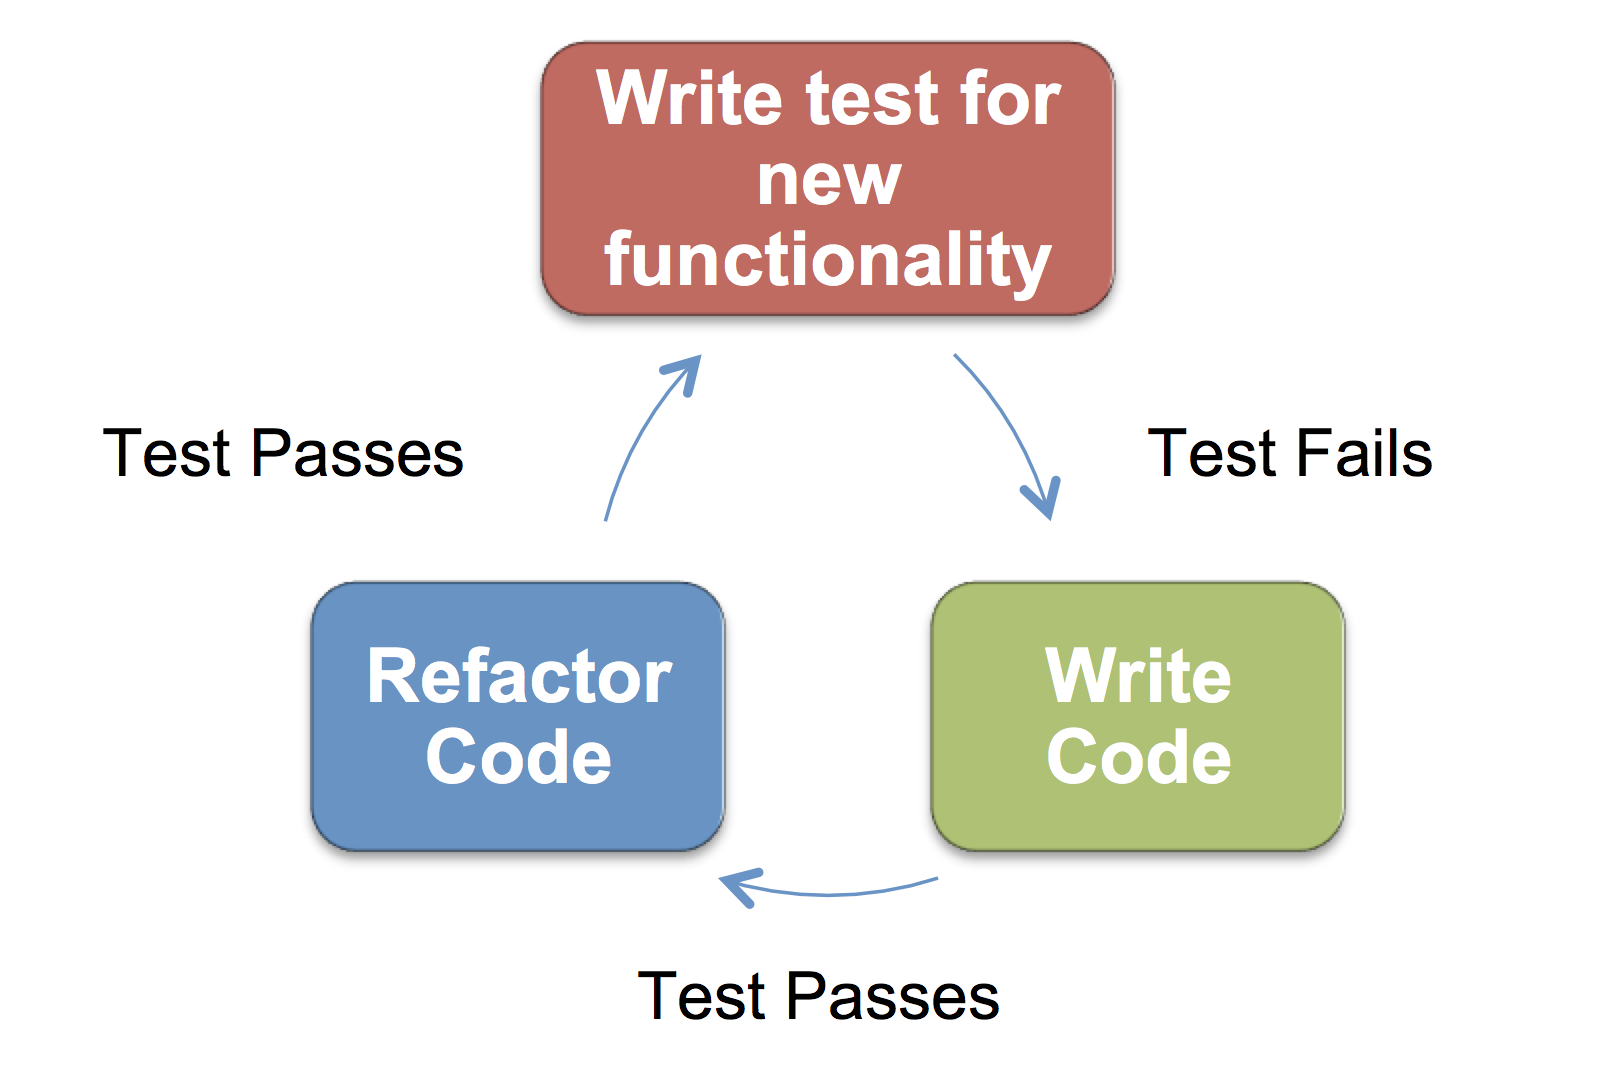 Write test for
new
functionality
Test Passes
Test Fails
Refactor
Code
Write
Code
Test Passes